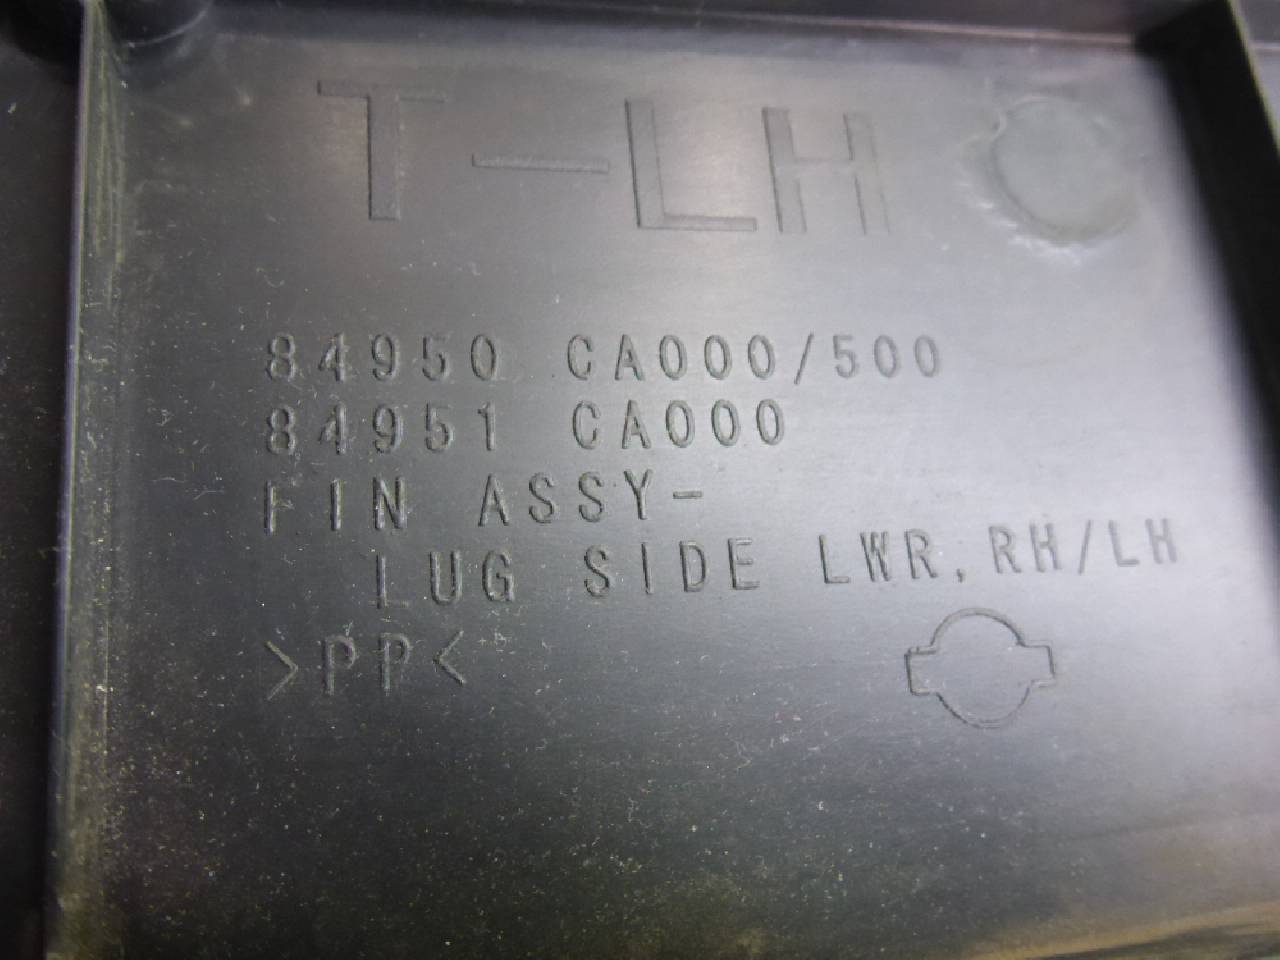 T-LH
84950 CA000/500
84951 CA000
FIN ASSY-
LUG SIDE LWR, RH/LH
>PP<